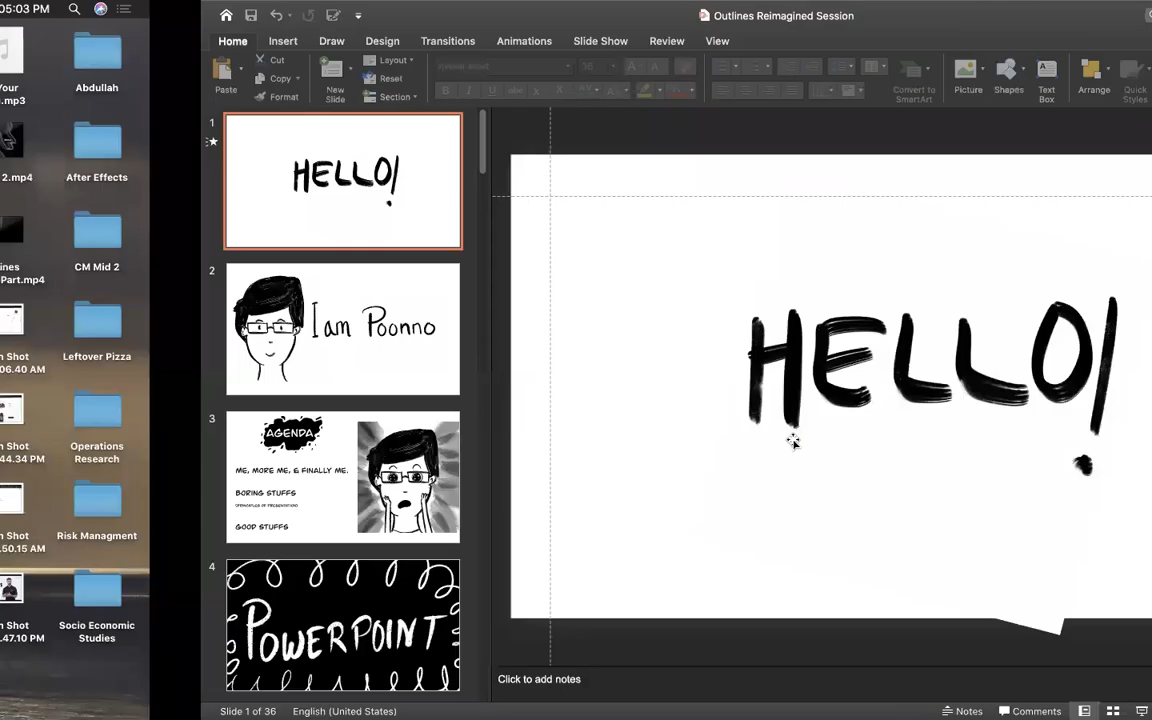 05:03 PM
Your
.mp3
Abdullah
2.mp4
After Effects
Part.mp4
CM Mid 2
Shot
06.40 AM
Leftover Pizza
Shot
44.34 PM
Operations
Research
Shot
.50.15 AM
Risk Managment
Shot
.47.10 PM
Socio Economic
Studies
Outlines Reimagined Session
Home Insert Draw Design Transitions Animations Slide Show Review View
Paste
Cut
Copy
Format
New
Slide
Layout
Reset
Section
36
Convert to
SmartArt
Picture
Shapes
Text
Box
Arrange
Quick
Styles
1
HELLO!
2
I am Poonno
3
AGENDA
ME, MORE ME, & FINALLY ME.
BORING STUFFS
GOOD STUFFS
4
POWERPOINT
HELLO!
Click to add notes
Slide 1 of 36 English (United States)
Notes Comments